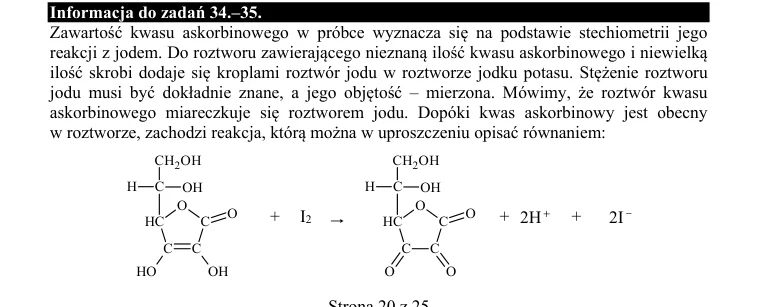 Informacja do zadań 34.–35.
Zawartość kwasu askorbinowego w próbce wyznacza się na podstawie stechiometrii jego
reakcji z jodem. Do roztworu zawierającego nieznaną ilość kwasu askorbinowego i niewielką
ilość skrobi dodaje się kroplami roztwór jodu w roztworze jodku potasu. Stężenie roztworu
jodu musi być dokładnie znane, a jego objętość – mierzona. Mówimy, że roztwór kwasu
askorbinowego miareczkuje się roztworem jodu. Dopóki kwas askorbinowy jest obecny
w roztworze, zachodzi reakcja, którą można w uproszczeniu opisać równaniem:
CH₂OH CH₂OH
H–C–OH H–C–OH
O O
HC C=O + I₂ → HC C=O + 2H⁺ + 2I⁻
C=C C–C
HO OH O O
Strona 20 z 25